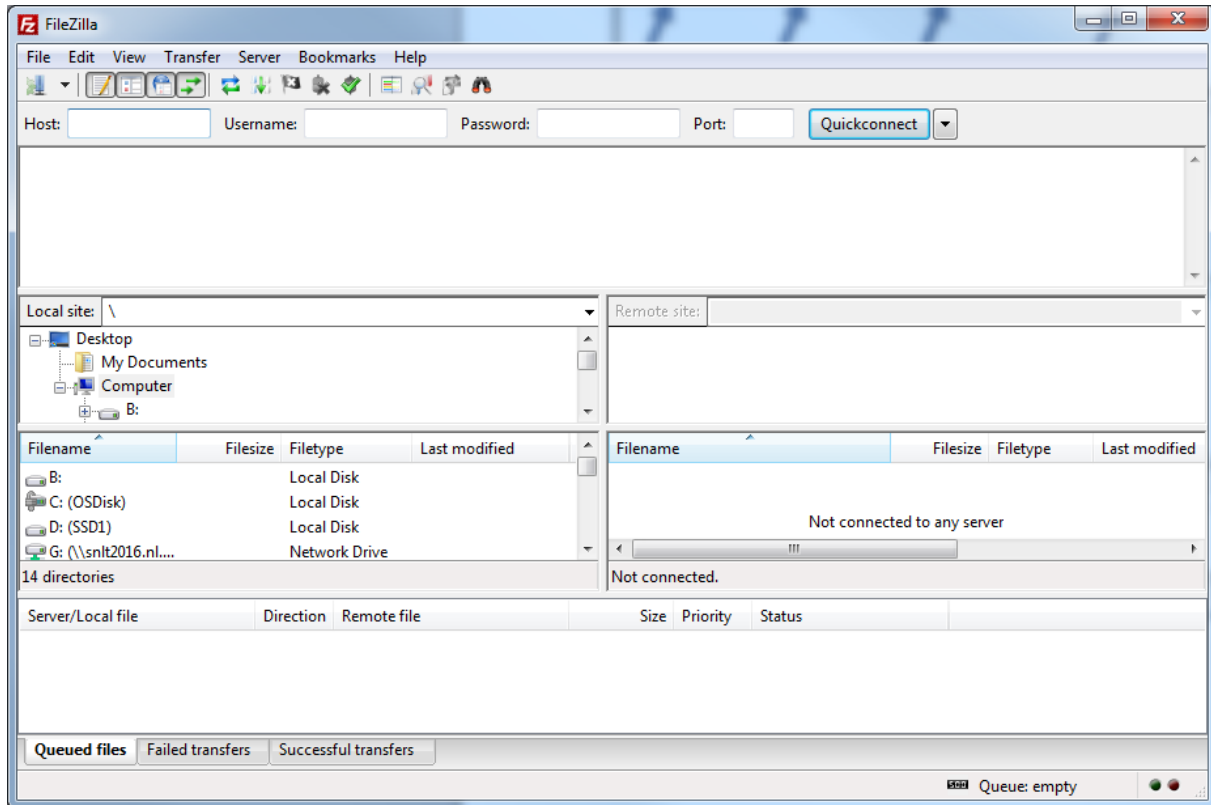 FileZilla
File Edit View Transfer Server Bookmarks Help
Host: Username: Password: Port: Quickconnect
Local site: \
Desktop
My Documents
Computer
B:
Remote site:
Filename Filesize Filetype Last modified
B: Local Disk
C: (OSDisk) Local Disk
D: (SSD1) Local Disk
G: (\\snlt2016.nl.... Network Drive
14 directories
Filename Filesize Filetype Last modified
Not connected to any server
Not connected.
Server/Local file Direction Remote file Size Priority Status
Queued files Failed transfers Successful transfers
Queue: empty